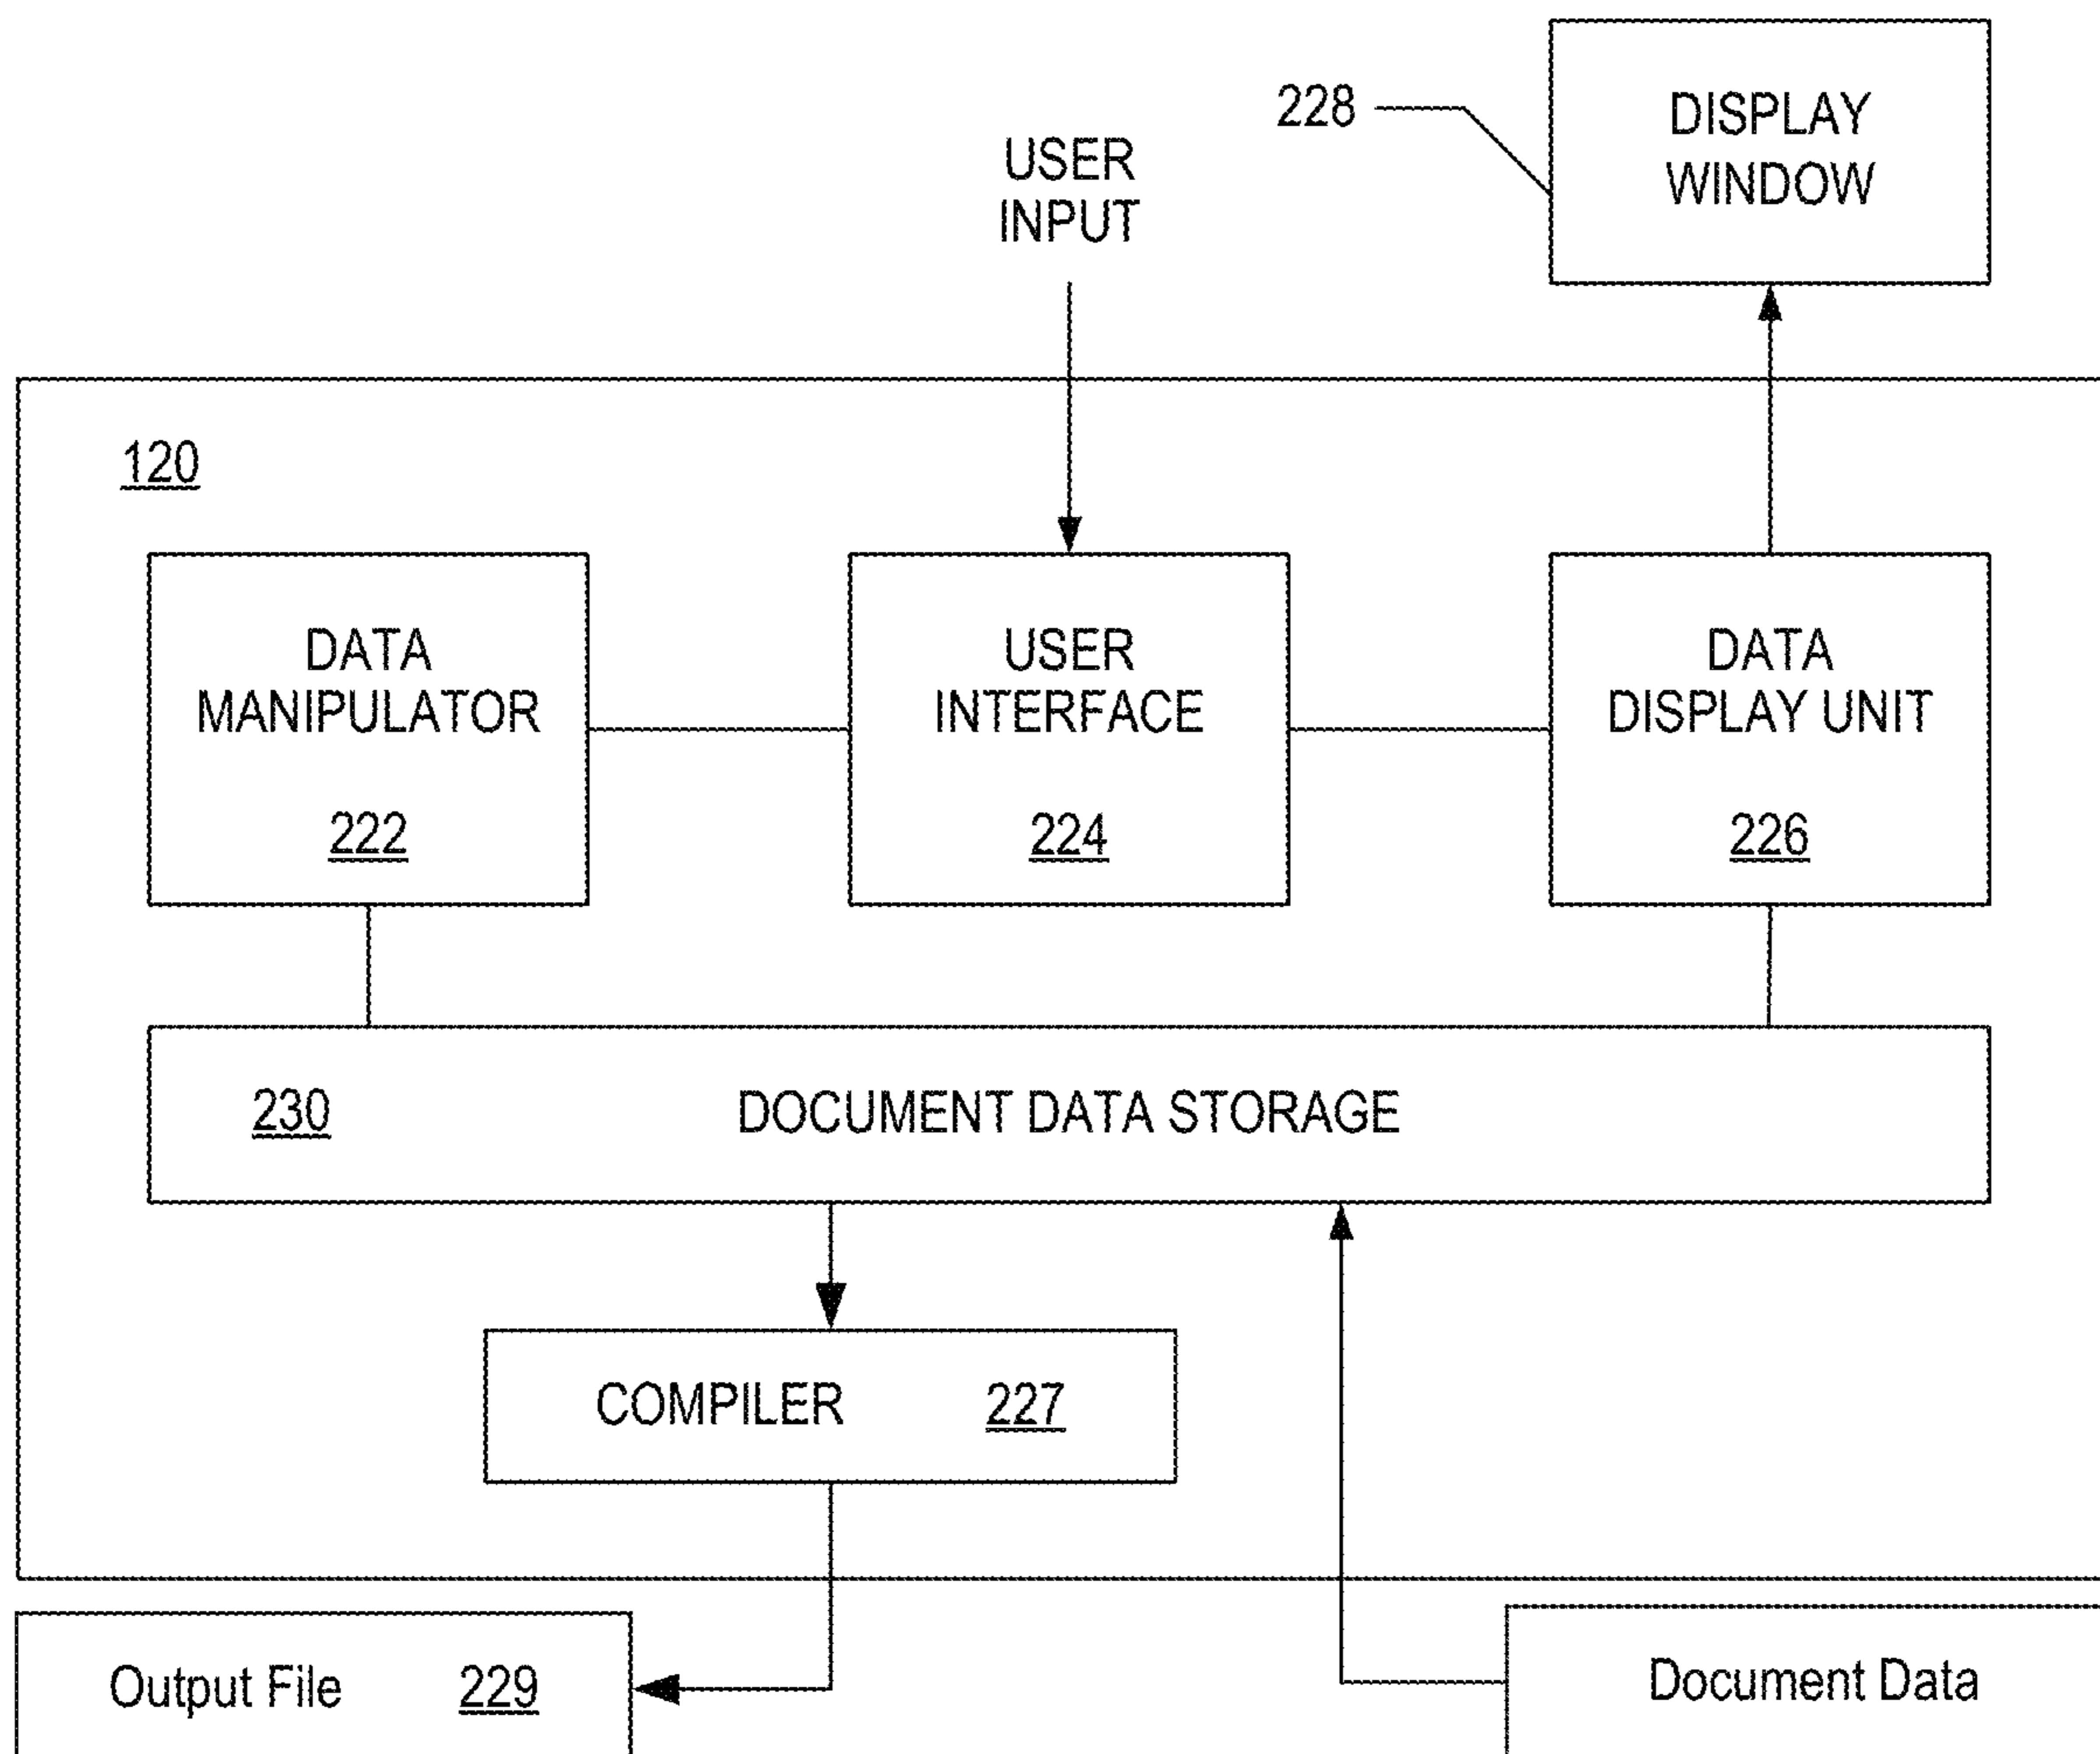 228
DISPLAY
WINDOW
USER
INPUT
120
DATA
MANIPULATOR
222
USER
INTERFACE
224
DATA
DISPLAY UNIT
226
230 DOCUMENT DATA STORAGE
COMPILER 227
Output File 229
Document Data